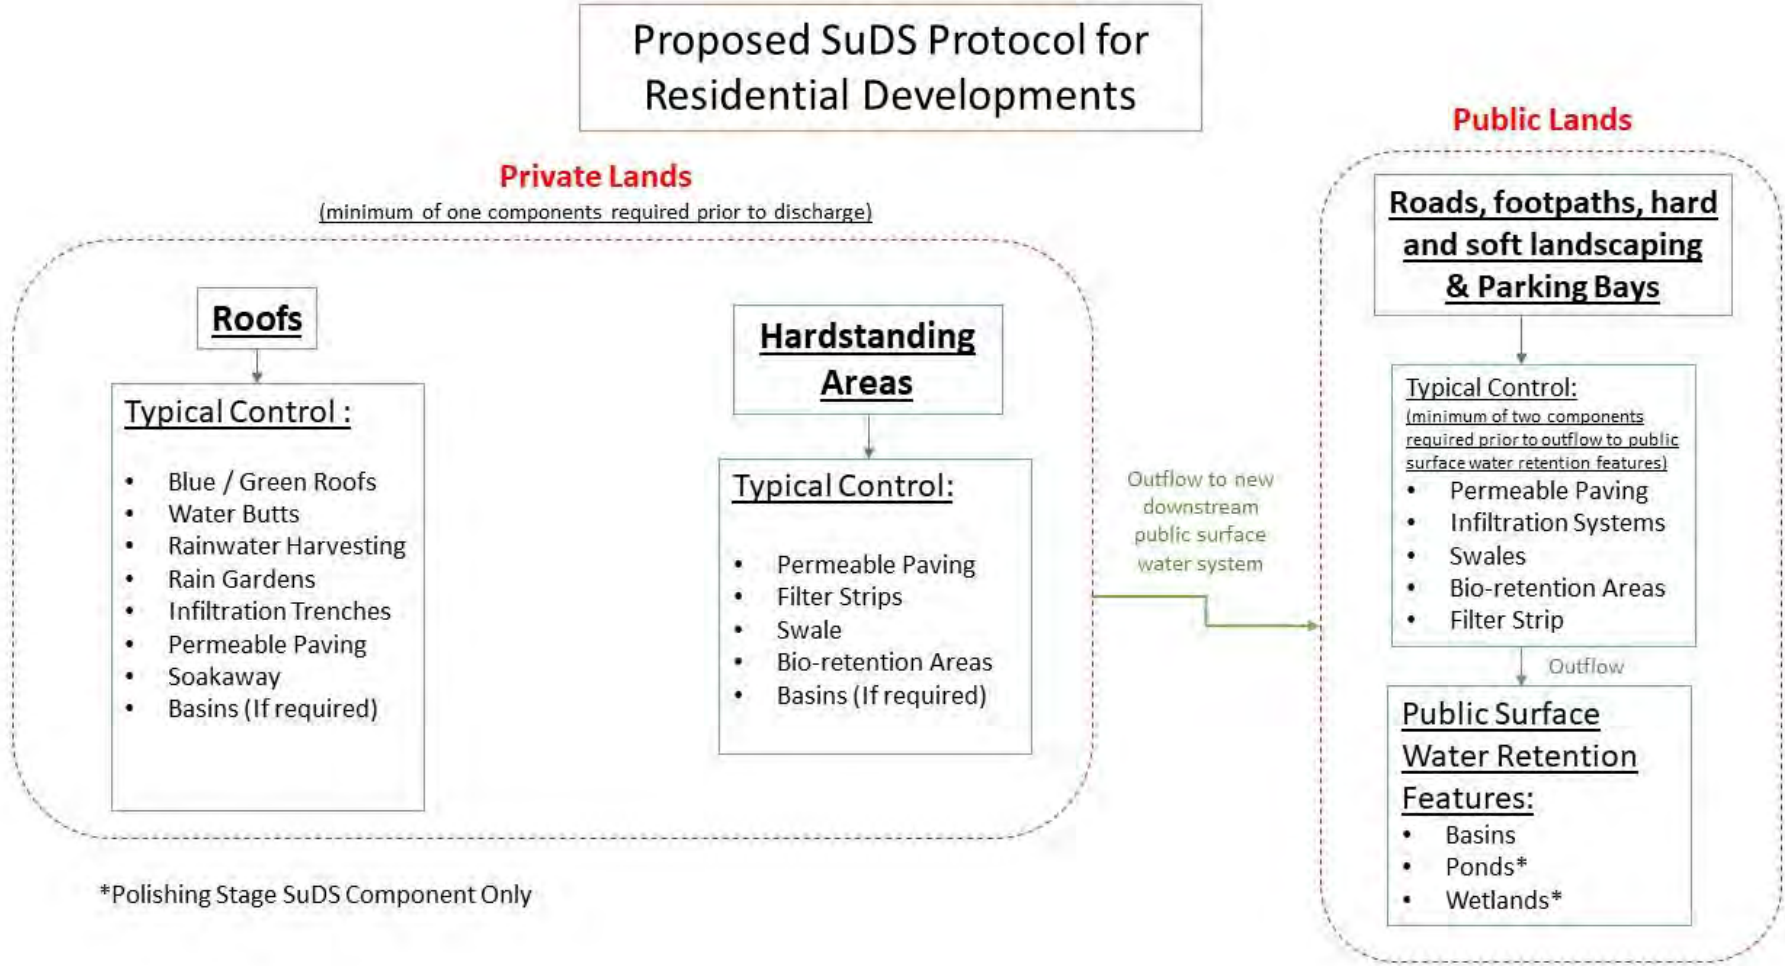 Proposed SuDS Protocol for
Residential Developments
Private Lands
(minimum of one components required prior to discharge)
Roofs
Typical Control :
• Blue / Green Roofs
• Water Butts
• Rainwater Harvesting
• Rain Gardens
• Infiltration Trenches
• Permeable Paving
• Soakaway
• Basins (If required)
Hardstanding
Areas
Typical Control:
• Permeable Paving
• Filter Strips
• Swale
• Bio-retention Areas
• Basins (If required)
Outflow to new
downstream
public surface
water system
Public Lands
Roads, footpaths, hard
and soft landscaping
& Parking Bays
Typical Control:
(minimum of two components
required prior to outflow to public
surface water retention features)
• Permeable Paving
• Infiltration Systems
• Swales
• Bio-retention Areas
• Filter Strip
Outflow
Public Surface
Water Retention
Features:
• Basins
• Ponds*
• Wetlands*
*Polishing Stage SuDS Component Only